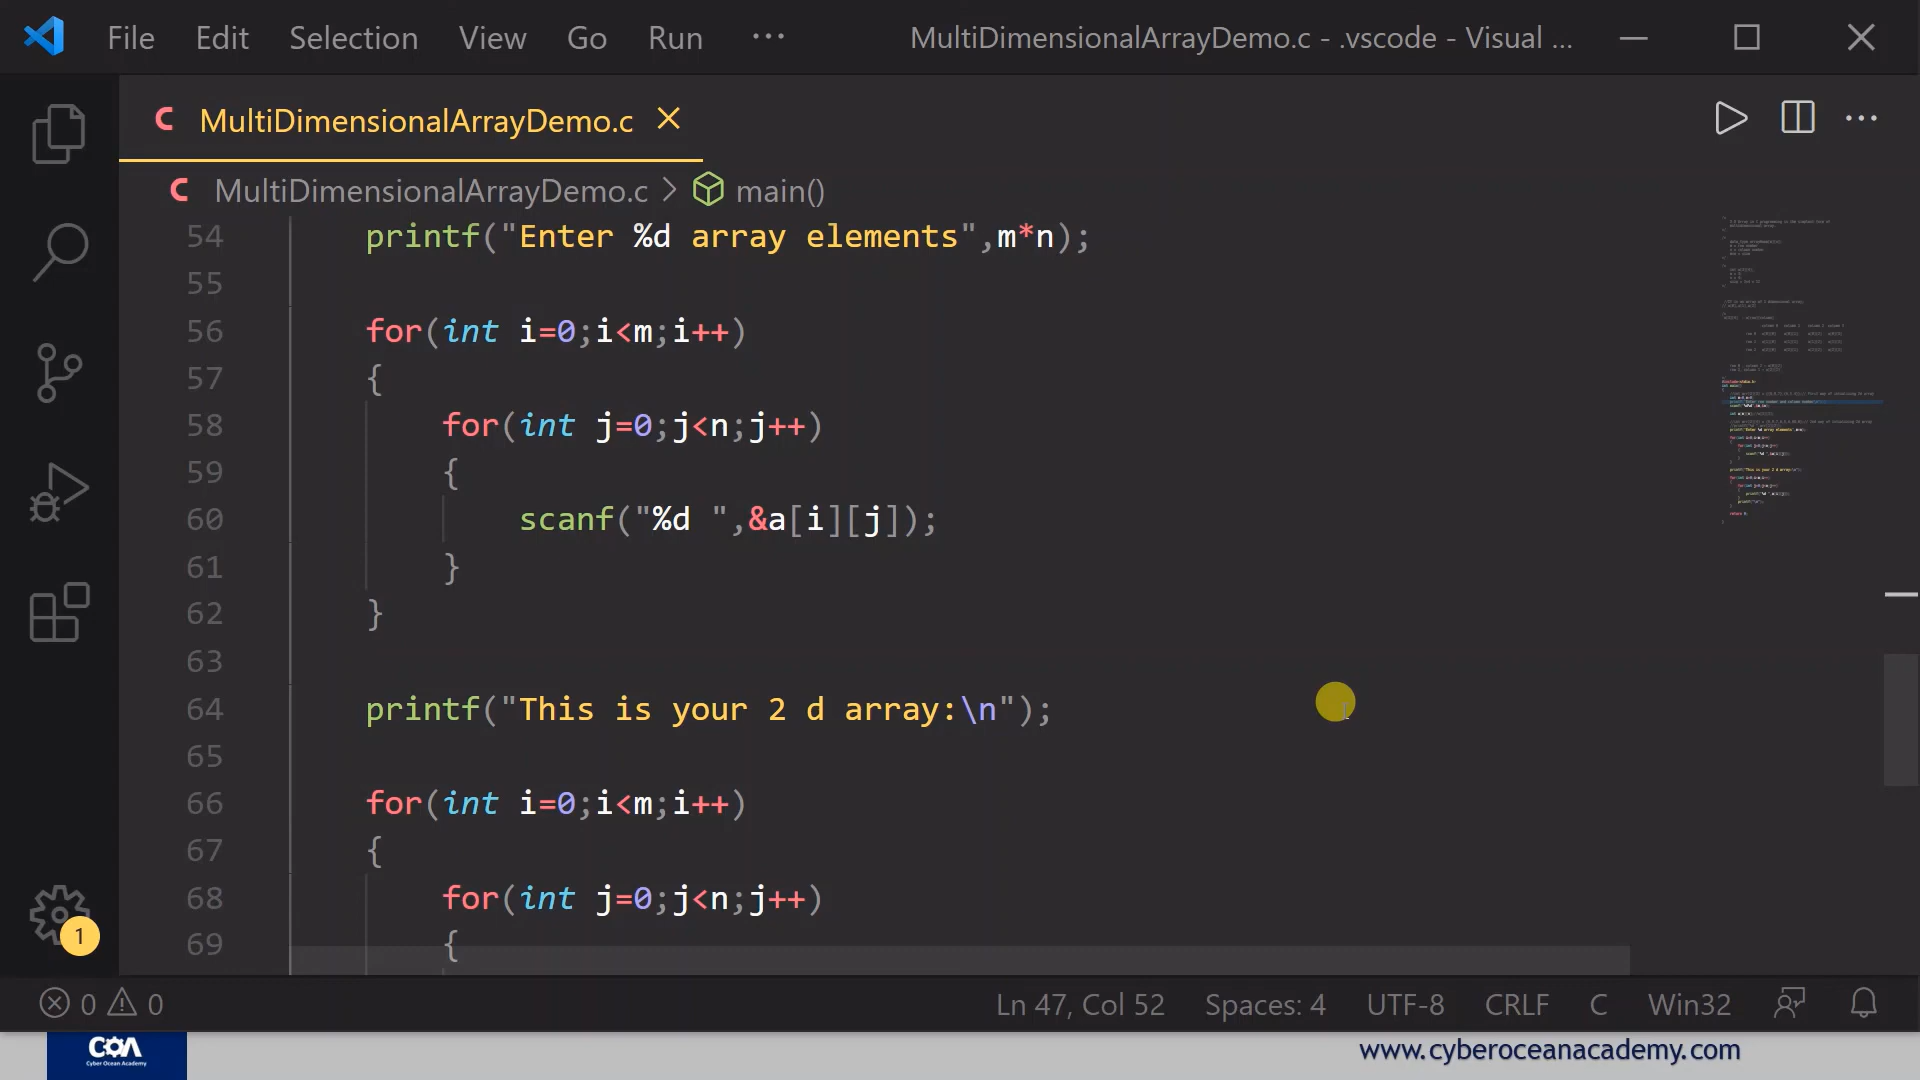 File Edit Selection View Go Run ··· MultiDimensionalArrayDemo.c - .vscode - Visual ...
C MultiDimensionalArrayDemo.c
C MultiDimensionalArrayDemo.c > main()
54 printf("Enter %d array elements",m*n);
55
56 for(int i=0;i<m;i++)
57 {
58 for(int j=0;j<n;j++)
59 {
60 scanf("%d ",&a[i][j]);
61 }
62 }
63
64 printf("This is your 2 d array:\n");
65
66 for(int i=0;i<m;i++)
67 {
68 for(int j=0;j<n;j++)
69 {
1
0 0 Ln 47, Col 52 Spaces: 4 UTF-8 CRLF C Win32
COA
Cyber Ocean Academy
www.cyberoceanacademy.com